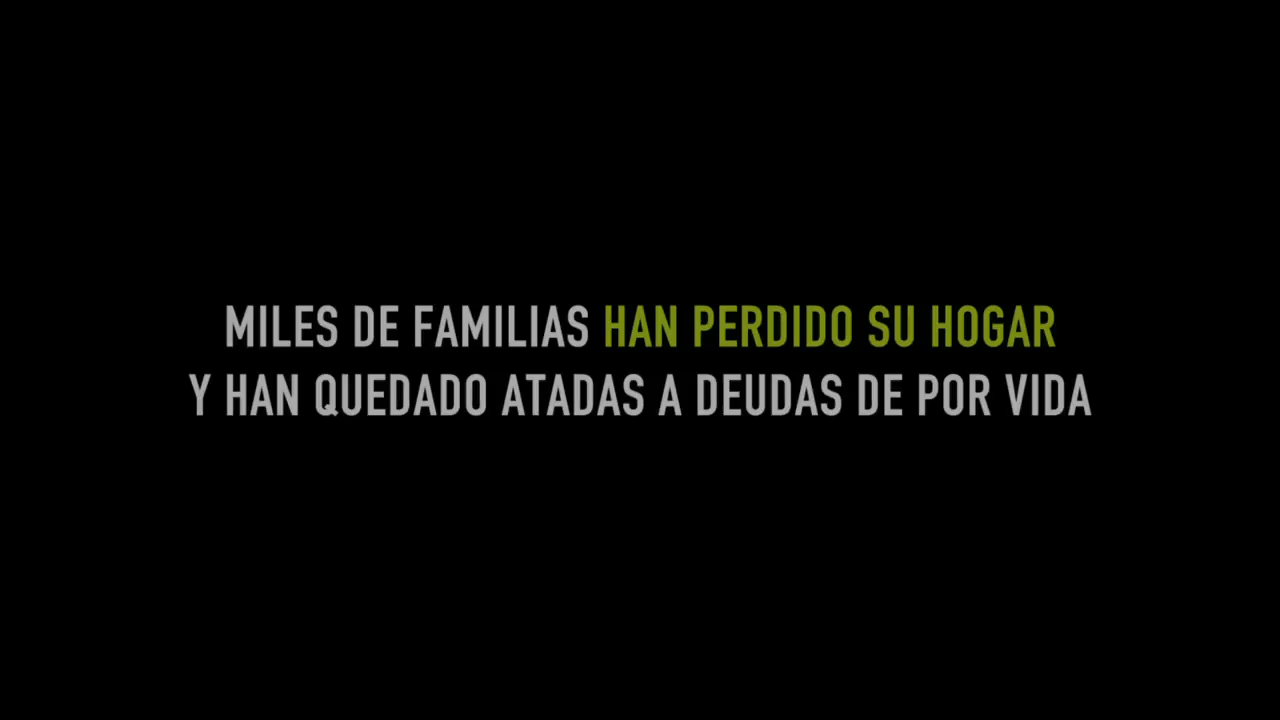 MILES DE FAMILIAS HAN PERDIDO SU HOGAR
Y HAN QUEDADO ATADAS A DEUDAS DE POR VIDA